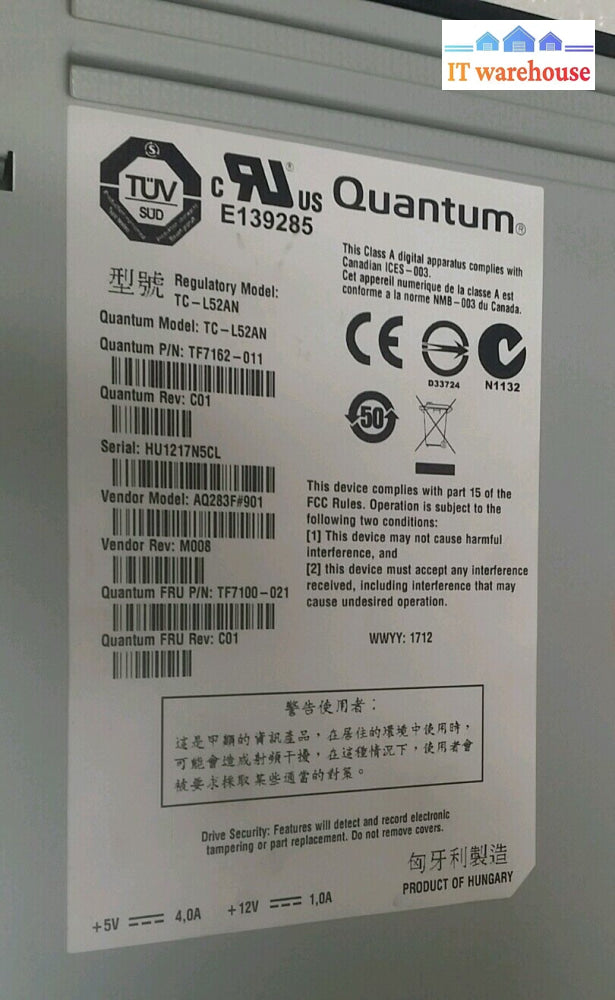 IT warehouse
TÜV
SÜD
C UR US
®
E139285
Quantum®
This Class A digital apparatus complies with
Canadian ICES-003.
Cet appareil numerique de la classe A est
conforme a la norme NMB-003 du Canada.
型號 Regulatory Model:
TC-L52AN
Quantum Model: TC-L52AN
Quantum P/N: TF7162-011
Quantum Rev: C01
Serial: HU1217N5CL
Vendor Model: AQ283F#901
Vendor Rev: M008
Quantum FRU P/N: TF7100-021
Quantum FRU Rev: C01
CE
D33724
N1132
50
This device complies with part 15 of the
FCC Rules. Operation is subject to the
following two conditions:
[1] This device may not cause harmful
interference, and
[2] this device must accept any interference
received, including interference that may
cause undesired operation.
WWYY: 1712
警告使用者：
這是甲類的資訊產品，在居住的環境中使用時，
可能會造成射頻干擾，在這種情況下，使用者會
被要求採取某些適當的對策。
Drive Security: Features will detect and record electronic
tampering or part replacement. Do not remove covers.
匈牙利製造
PRODUCT OF HUNGARY
+5V 4,0A +12V 1,0A